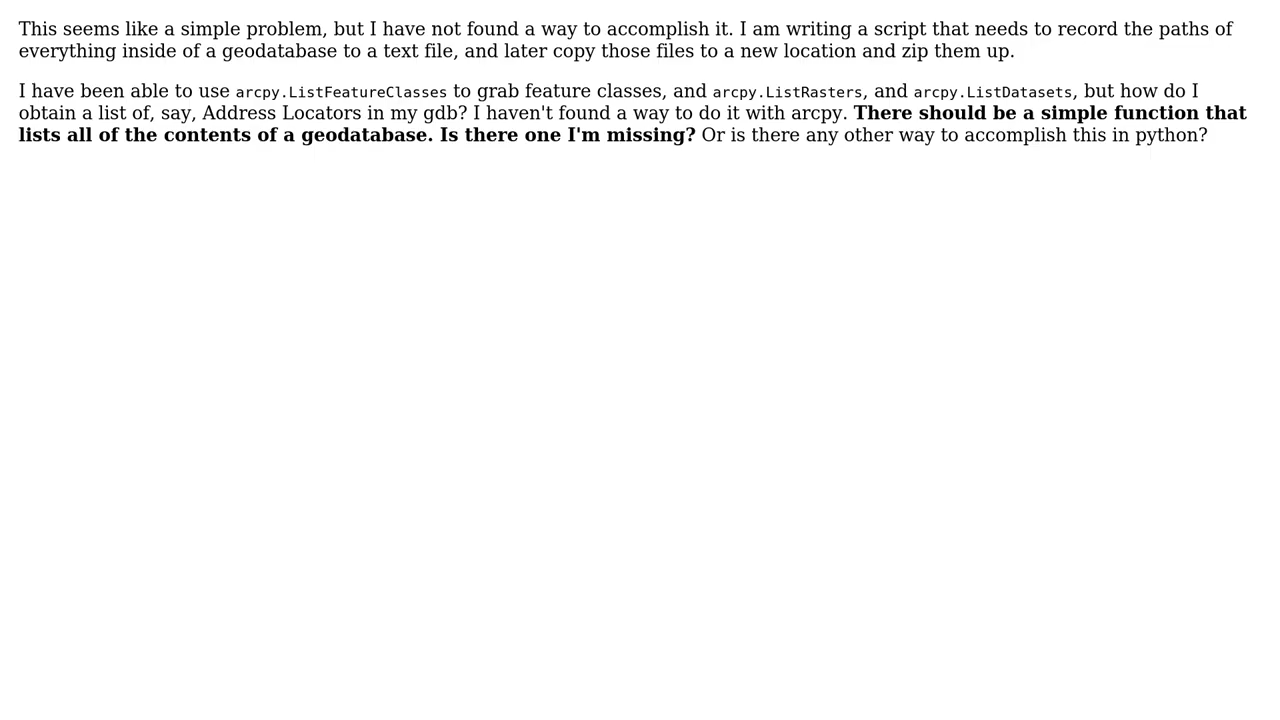 This seems like a simple problem, but I have not found a way to accomplish it. I am writing a script that needs to record the paths of
everything inside of a geodatabase to a text file, and later copy those files to a new location and zip them up.
I have been able to use arcpy.ListFeatureClasses to grab feature classes, and arcpy.ListRasters, and arcpy.ListDatasets, but how do I
obtain a list of, say, Address Locators in my gdb? I haven't found a way to do it with arcpy. There should be a simple function that
lists all of the contents of a geodatabase. Is there one I'm missing? Or is there any other way to accomplish this in python?